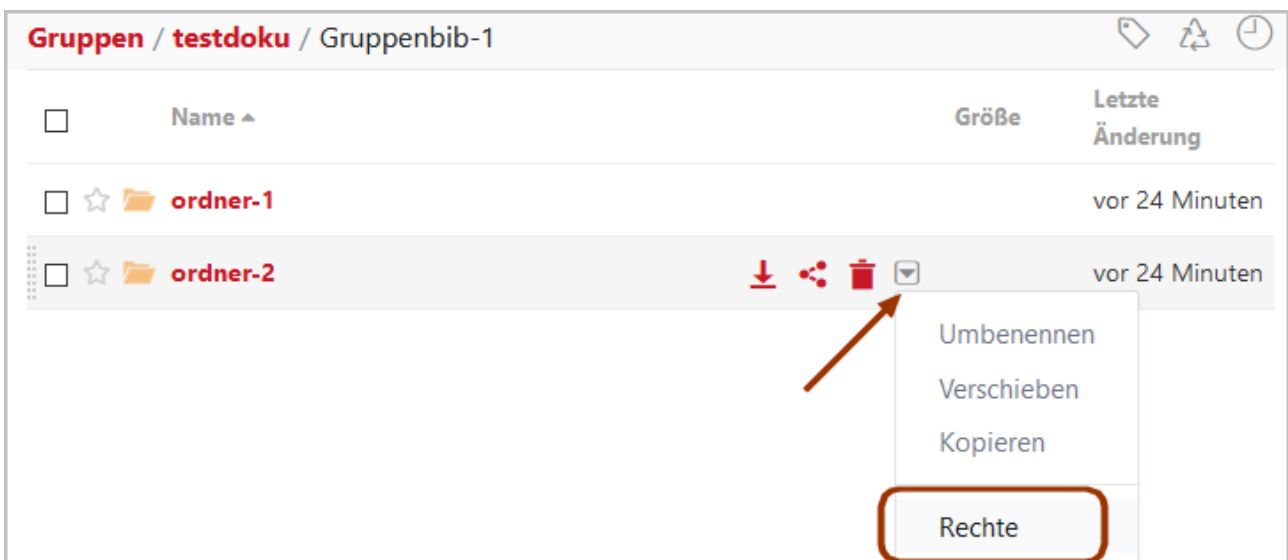 Gruppen / testdoku / Gruppenbib-1
Name Größe Letzte Änderung
ordner-1 vor 24 Minuten
ordner-2 vor 24 Minuten
Umbenennen
Verschieben
Kopieren
Rechte